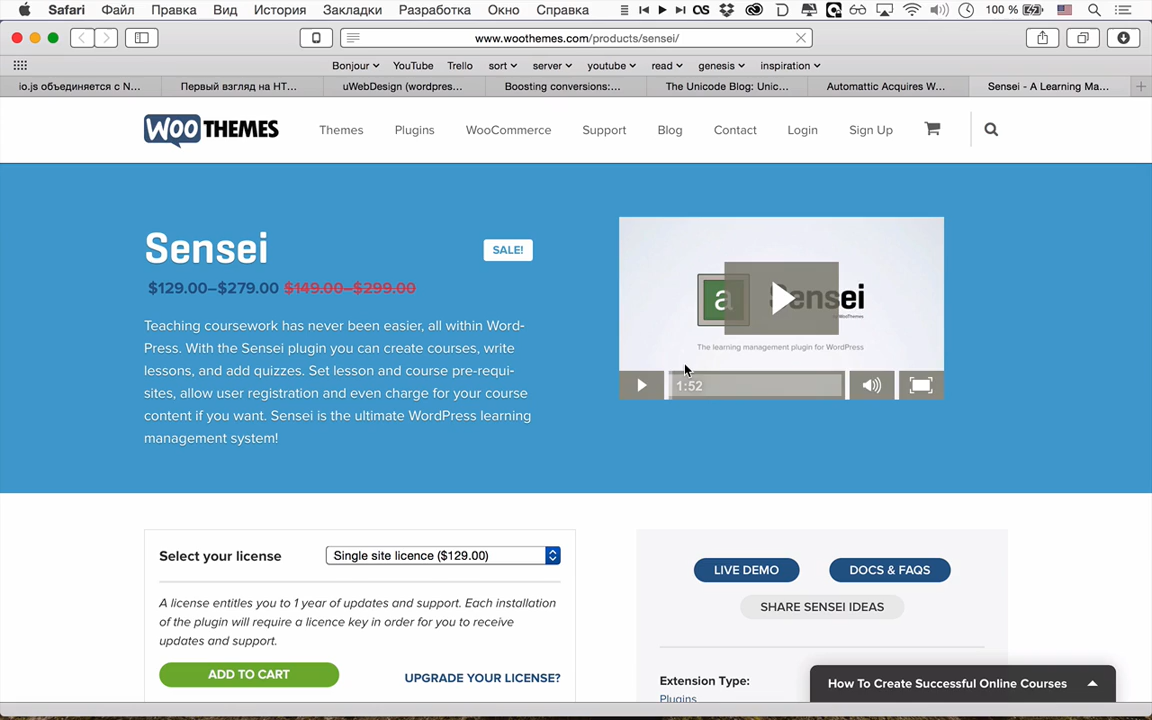 Safari Файл Правка Вид История Закладки Разработка Окно Справка 100 %
www.woothemes.com/products/sensei/
Bonjour YouTube Trello sort server youtube read genesis inspiration
io.js объединяется с N... Первый взгляд на HT... uWebDesign (wordpres... Boosting conversions:... The Unicode Blog: Unic... Automattic Acquires W... Sensei - A Learning Ma...
WOOTHEMES Themes Plugins WooCommerce Support Blog Contact Login Sign Up
Sensei
SALE!
$129.00–$279.00 $149.00–$299.00
Teaching coursework has never been easier, all within Word-
Press. With the Sensei plugin you can create courses, write
lessons, and add quizzes. Set lesson and course pre-requi-
sites, allow user registration and even charge for your course
content if you want. Sensei is the ultimate WordPress learning
management system!
a Sensei
by WooThemes
The learning management plugin for WordPress
1:52
Select your license Single site licence ($129.00)
A license entitles you to 1 year of updates and support. Each installation
of the plugin will require a licence key in order for you to receive
updates and support.
ADD TO CART UPGRADE YOUR LICENSE?
LIVE DEMO DOCS & FAQS
SHARE SENSEI IDEAS
Extension Type:
Plugins
How To Create Successful Online Courses